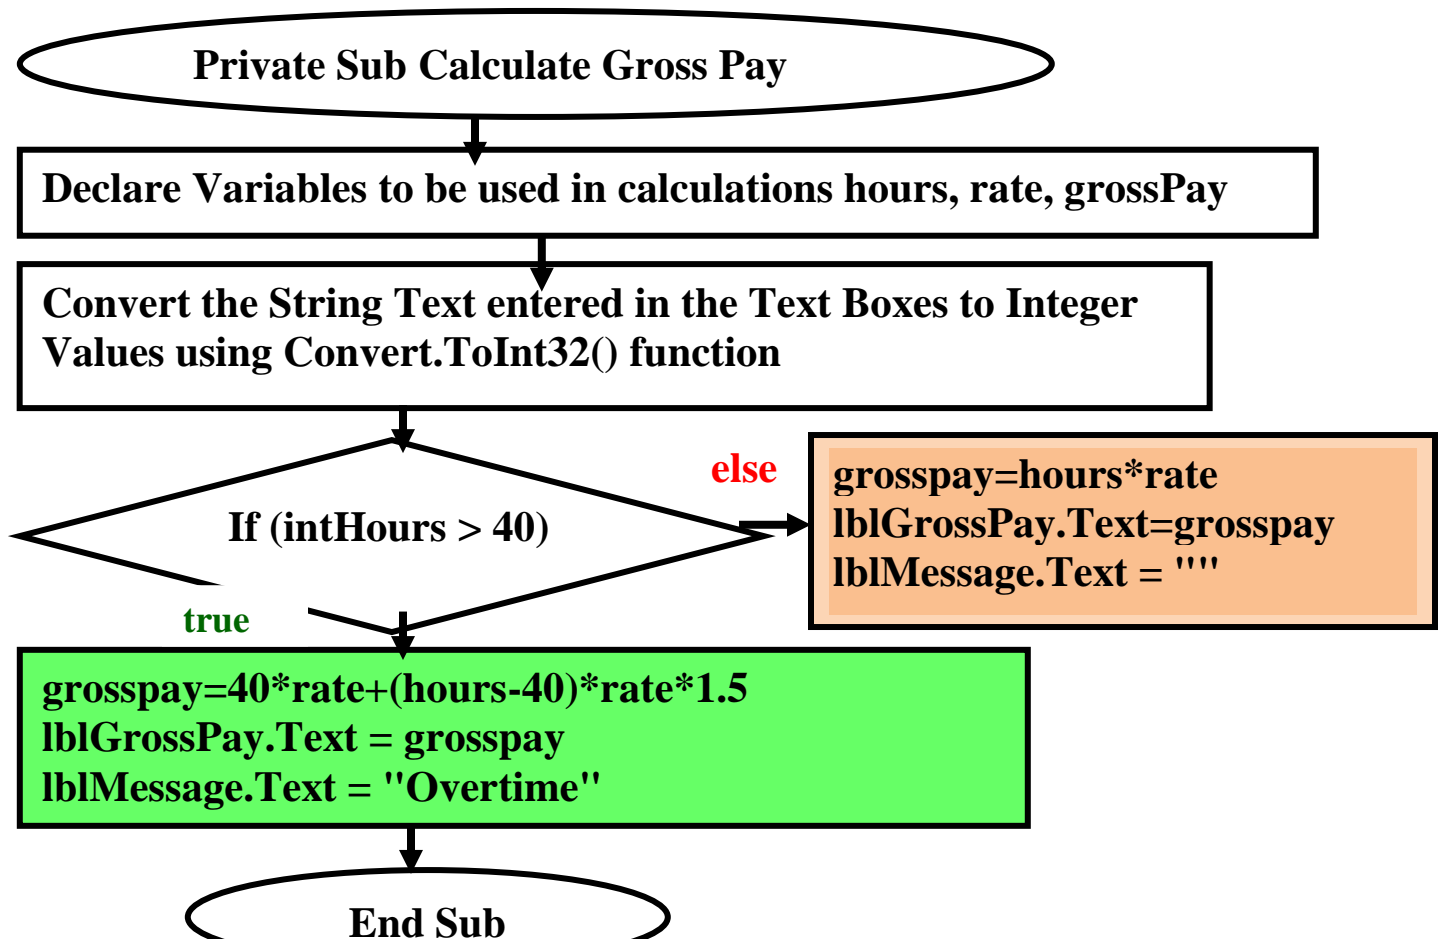 Private Sub Calculate Gross Pay
Declare Variables to be used in calculations hours, rate, grossPay
Convert the String Text entered in the Text Boxes to Integer
Values using Convert.ToInt32() function
If (intHours > 40)
else
grosspay=hours*rate
lblGrossPay.Text=grosspay
lblMessage.Text = ""
true
grosspay=40*rate+(hours-40)*rate*1.5
lblGrossPay.Text = grosspay
lblMessage.Text = "Overtime"
End Sub